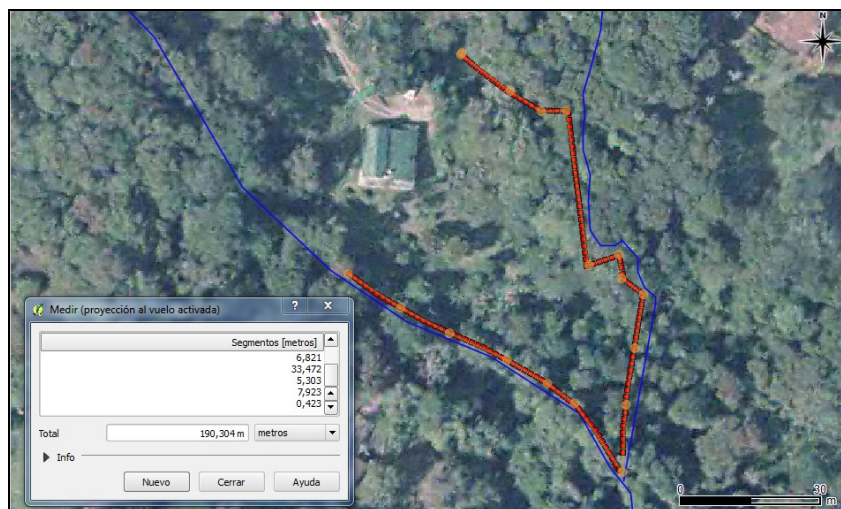 N
Medir (proyección al vuelo activada)
? X
Segmentos [metros]
6,821
33,472
5,303
7,923
0,423
Total 190,304 m metros
Info
Nuevo Cerrar Ayuda
0 30
m